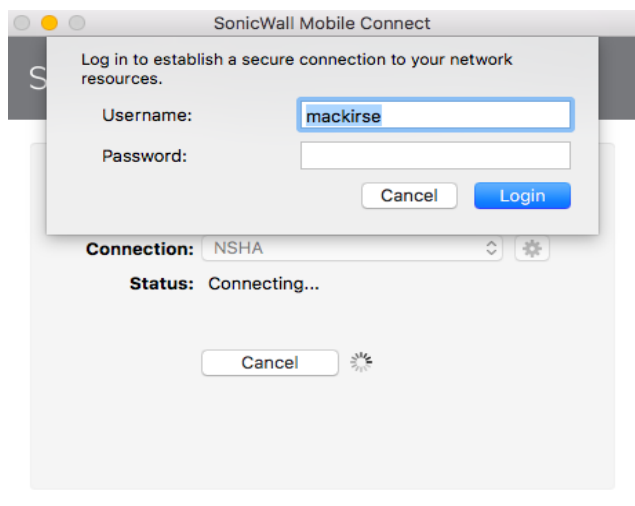 SonicWall Mobile Connect
S
Log in to establish a secure connection to your network
resources.
Username: mackirse
Password:
Cancel Login
Connection: NSHA
Status: Connecting...
Cancel